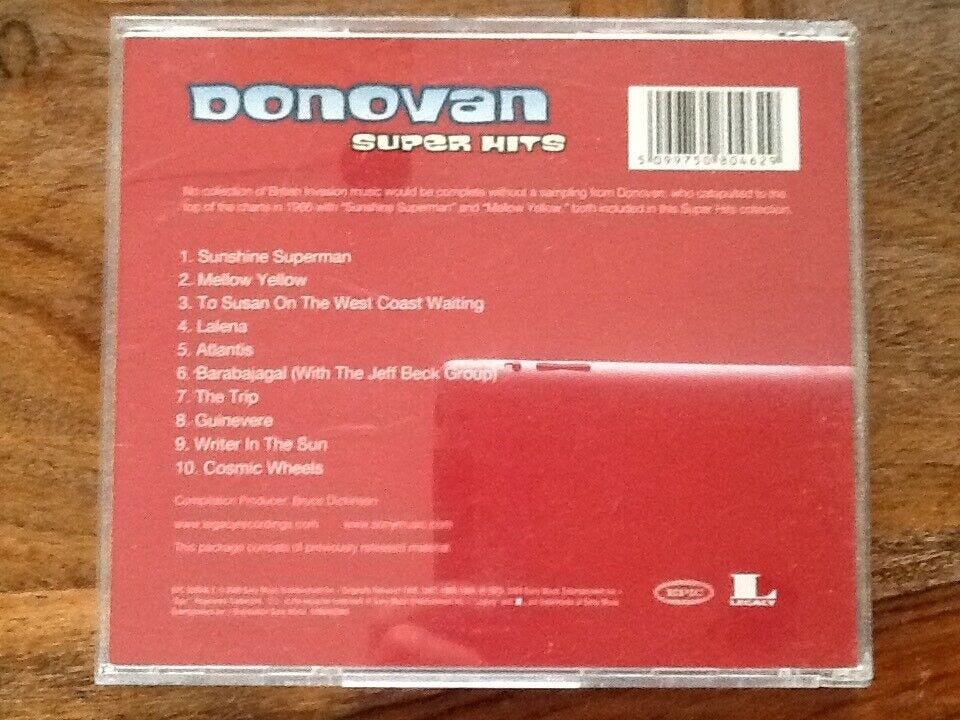 DONOVAN
SUPER HITS
5 099750 804629
No collection of British Invasion music would be complete without a sampling from Donovan, who catapulted to the
top of the charts in 1966 with "Sunshine Superman" and "Mellow Yellow," both included in this Super Hits collection.
1. Sunshine Superman
2. Mellow Yellow
3. To Susan On The West Coast Waiting
4. Lalena
5. Atlantis
6. Barabajagal (With The Jeff Beck Group)
7. The Trip
8. Guinevere
9. Writer In The Sun
10. Cosmic Wheels
Compilation Producer: Bruce Dickinson
www.legacyrecordings.com www.sonymusic.com
This package consists of previously released material.
EPIC
L
LEGACY